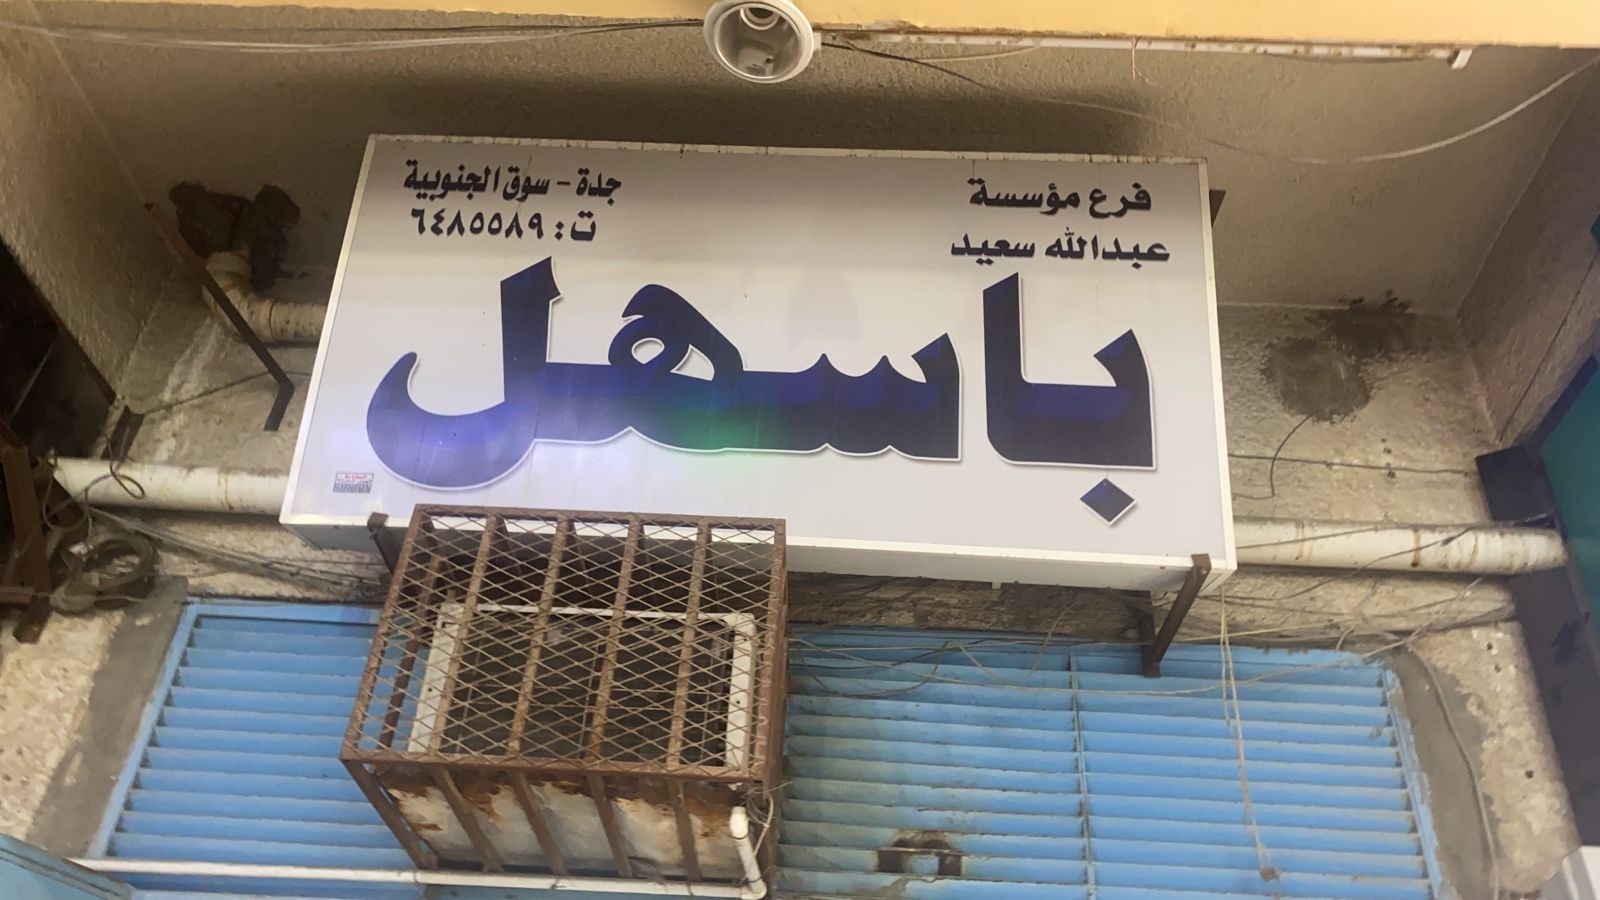 فرع مؤسسة
عبدالله سعيد
باسهل
جدة - سوق الجنوبية
ت: ٦٤٨٥٥٨٩